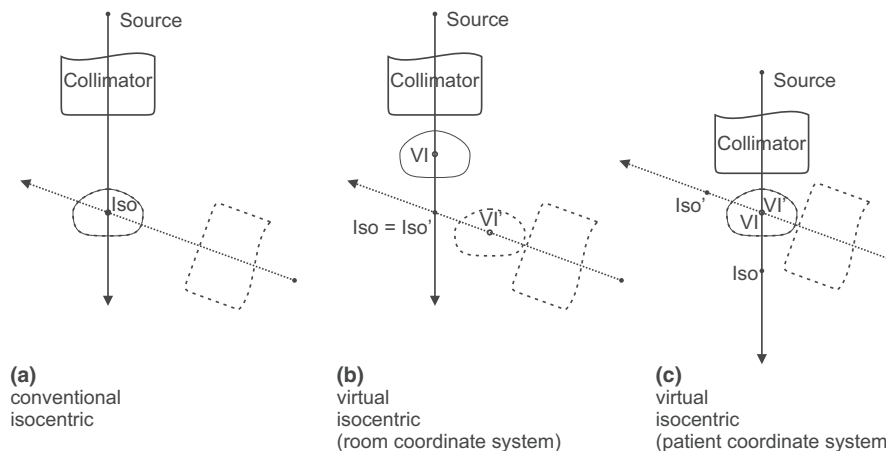 Source
Collimator
Iso
(a)
conventional
isocentric
Source
Collimator
VI
VI'
Iso = Iso'
(b)
virtual
isocentric
(room coordinate system)
Source
Collimator
Iso'
VI'
VI
Iso
(c)
virtual
isocentric
(patient coordinate system